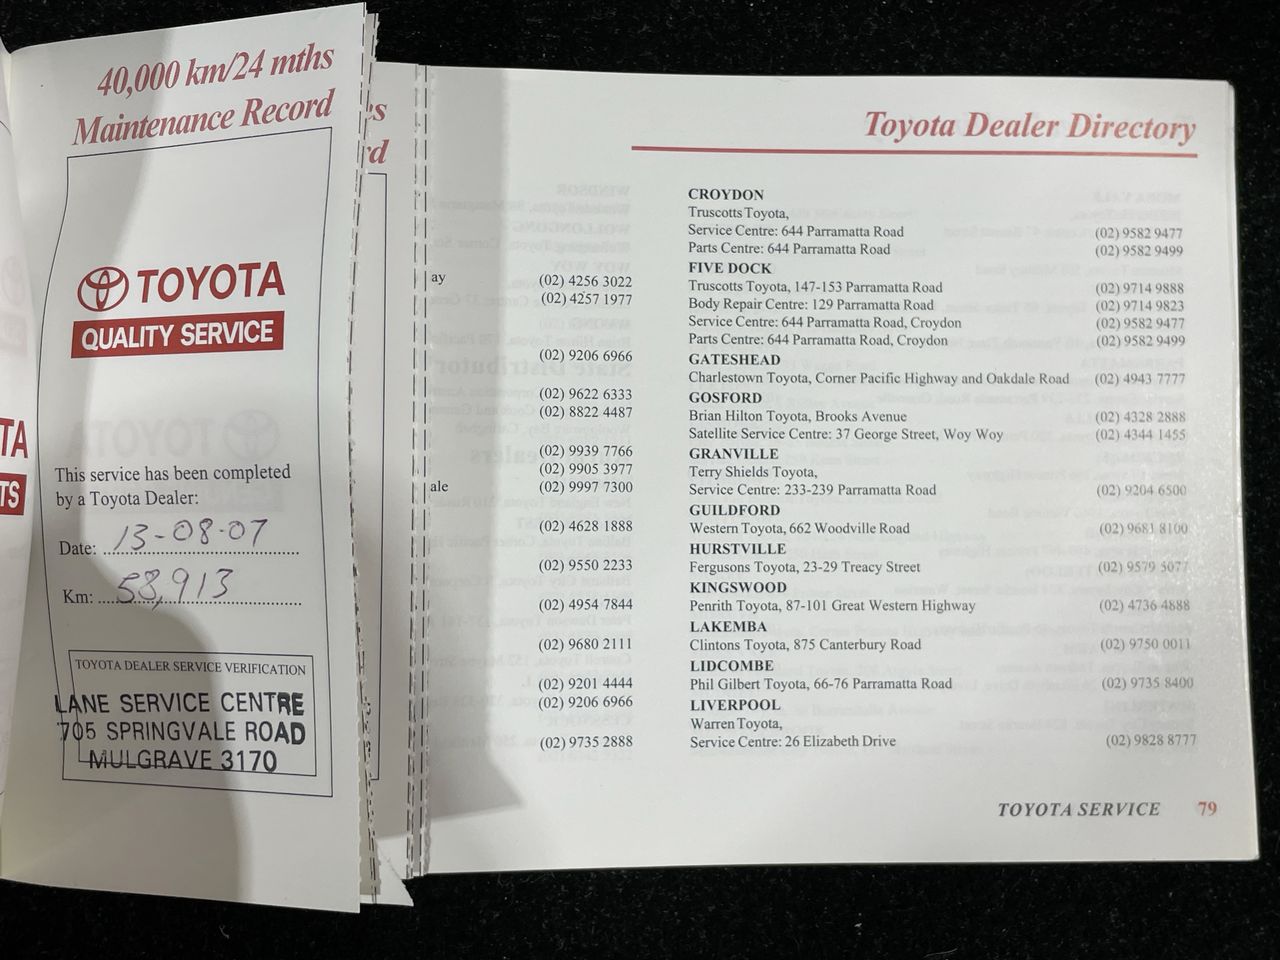 40,000 km/24 mths
Maintenance Record
TOYOTA
QUALITY SERVICE
This service has been completed
by a Toyota Dealer:
Date: 13-08-07
Km: 58,913
TOYOTA DEALER SERVICE VERIFICATION
LANE SERVICE CENTRE
705 SPRINGVALE ROAD
MULGRAVE 3170
TA
TS
es
rd
ay (02) 4256 3022
(02) 4257 1977
(02) 9206 6966
(02) 9622 6333
(02) 8822 4487
(02) 9939 7766
(02) 9905 3977
ale (02) 9997 7300
(02) 4628 1888
(02) 9550 2233
(02) 4954 7844
(02) 9680 2111
(02) 9201 4444
(02) 9206 6966
(02) 9735 2888
Toyota Dealer Directory
CROYDON
Truscotts Toyota,
Service Centre: 644 Parramatta Road (02) 9582 9477
Parts Centre: 644 Parramatta Road (02) 9582 9499
FIVE DOCK
Truscotts Toyota, 147-153 Parramatta Road (02) 9714 9888
Body Repair Centre: 129 Parramatta Road (02) 9714 9823
Service Centre: 644 Parramatta Road, Croydon (02) 9582 9477
Parts Centre: 644 Parramatta Road, Croydon (02) 9582 9499
GATESHEAD
Charlestown Toyota, Corner Pacific Highway and Oakdale Road (02) 4943 7777
GOSFORD
Brian Hilton Toyota, Brooks Avenue (02) 4328 2888
Satellite Service Centre: 37 George Street, Woy Woy (02) 4344 1455
GRANVILLE
Terry Shields Toyota,
Service Centre: 233-239 Parramatta Road (02) 9204 6500
GUILDFORD
Western Toyota, 662 Woodville Road (02) 9681 8100
HURSTVILLE
Fergusons Toyota, 23-29 Treacy Street (02) 9579 5077
KINGSWOOD
Penrith Toyota, 87-101 Great Western Highway (02) 4736 4888
LAKEMBA
Clintons Toyota, 875 Canterbury Road (02) 9750 0011
LIDCOMBE
Phil Gilbert Toyota, 66-76 Parramatta Road (02) 9735 8400
LIVERPOOL
Warren Toyota,
Service Centre: 26 Elizabeth Drive (02) 9828 8777
TOYOTA SERVICE 79